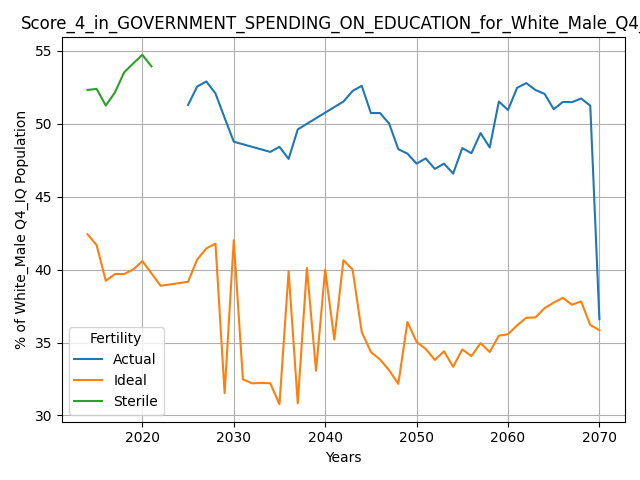 Score_4_in_GOVERNMENT_SPENDING_ON_EDUCATION_for_White_Male_Q4_
55
50
45
40
35
30
% of White_Male Q4_IQ Population
Fertility
Actual
Ideal
Sterile
2020 2030 2040 2050 2060 2070
Years